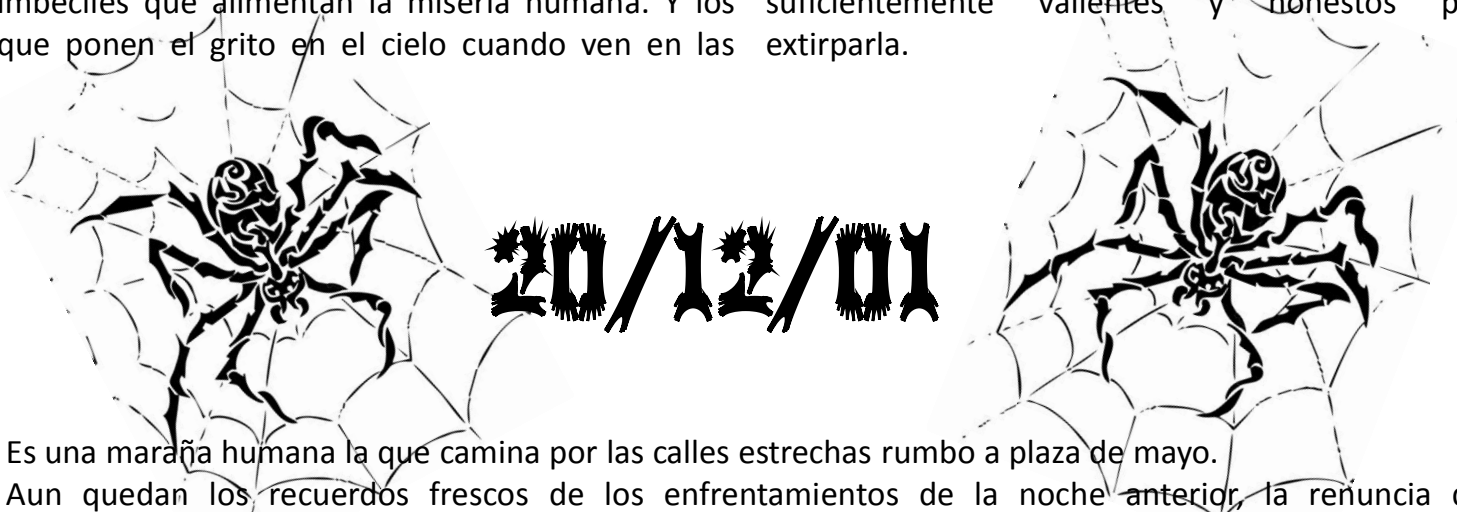 imbéciles que alimentan la miseria humana. Y los
que ponen el grito en el cielo cuando ven en las
suficientemente valientes y honestos
extirparla.
20/12/01
Es una maraña humana la que camina por las calles estrechas rumbo a plaza de mayo.
Aun quedan los recuerdos frescos de los enfrentamientos de la noche anterior, la renuncia